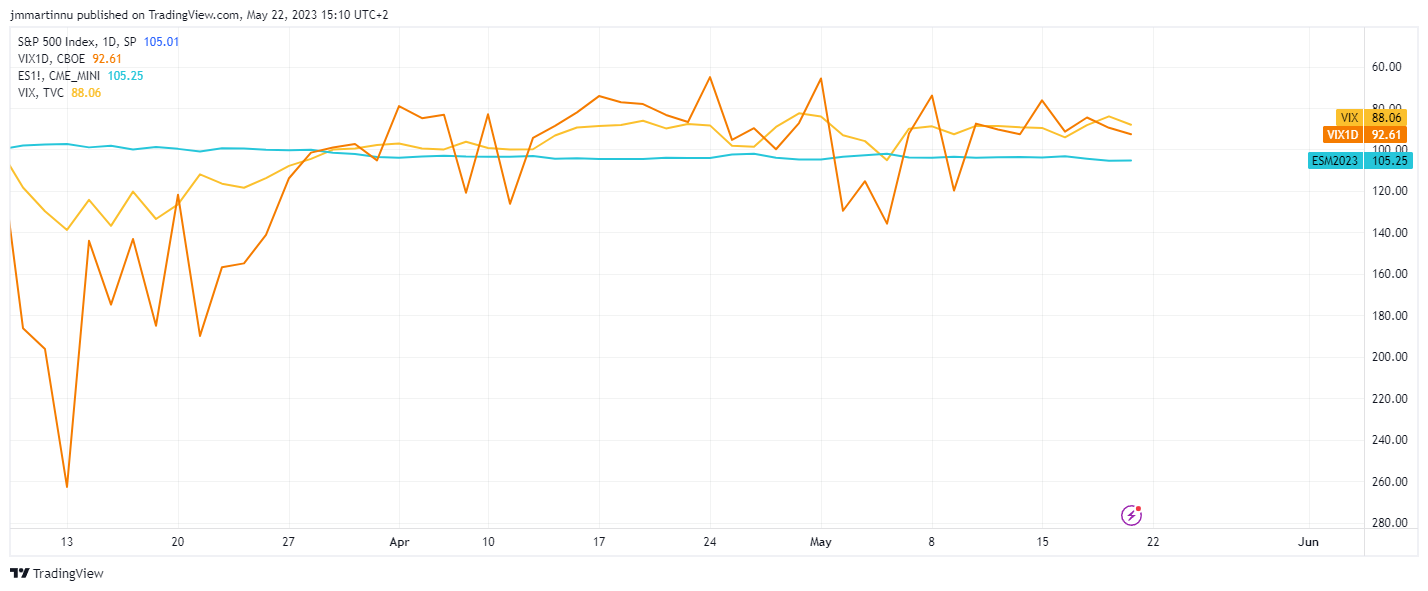 jmmartinnu published on TradingView.com, May 22, 2023 15:10 UTC+2
S&P 500 Index, 1D, SP 105.01
VIX1D, CBOE 92.61
ES1!, CME_MINI 105.25
VIX, TVC 88.06
60.00
80.00
VIX 88.06
VIX1D 92.61
100.00
ESM2023 105.25
120.00
140.00
160.00
180.00
200.00
220.00
240.00
260.00
280.00
13 20 27 Apr 10 17 24 May 8 15 22 Jun
TradingView